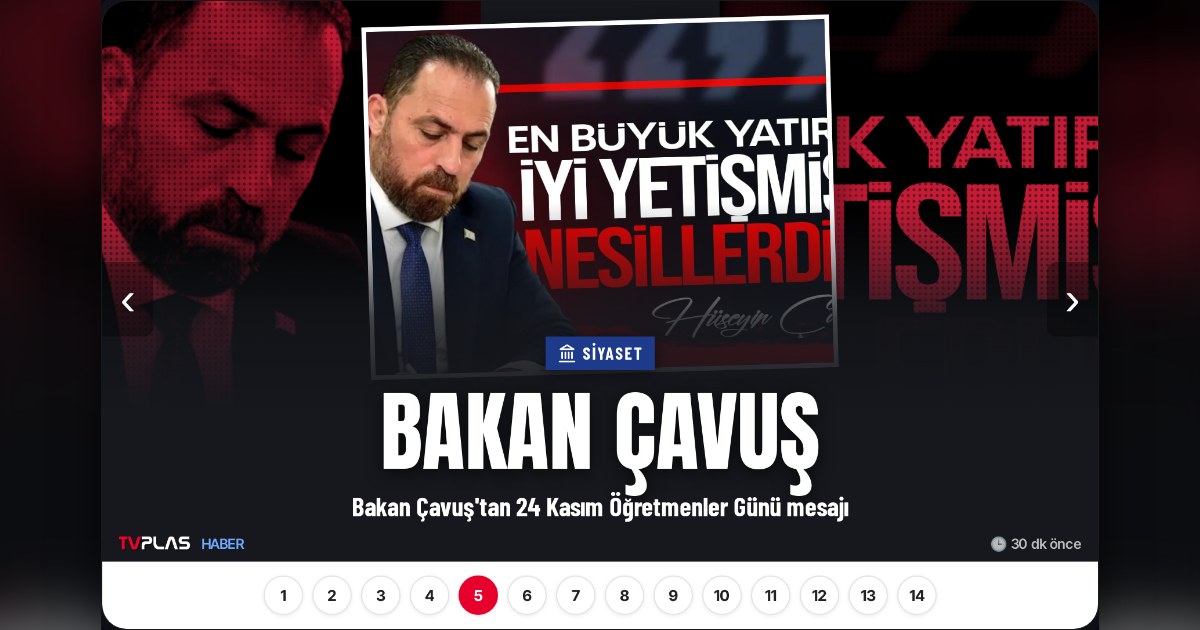 EN BÜYÜK YATIR
İYİ YETİŞMİŞ
NESİLLERDİ
Hüseyin Ç
K YATIR
TİŞMİŞ
‹
›
SİYASET
BAKAN ÇAVUŞ
Bakan Çavuş'tan 24 Kasım Öğretmenler Günü mesajı
TVPLAS HABER
30 dk önce
1 2 3 4 5 6 7 8 9 10 11 12 13 14